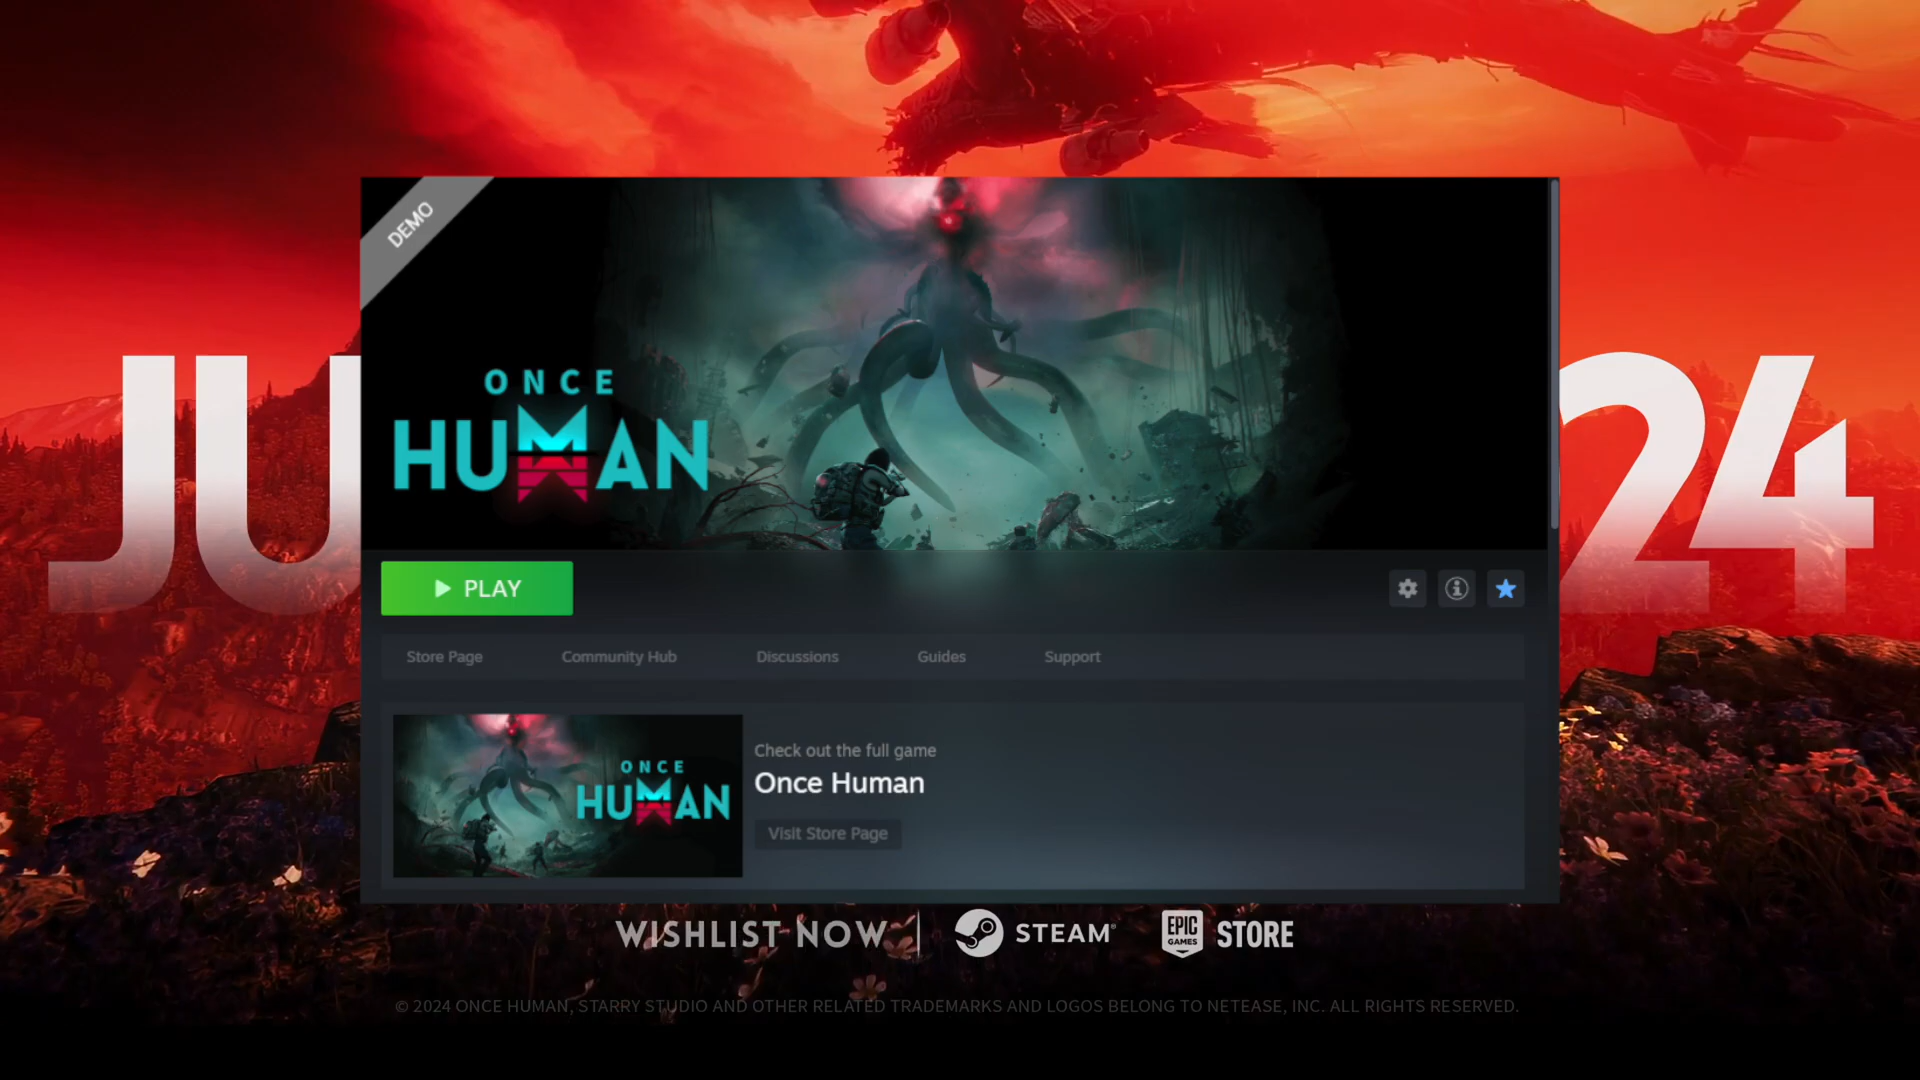 DEMO
JU
24
ONCE
HUMAN
PLAY
Store Page
Community Hub
Discussions
Guides
Support
ONCE
HUMAN
Check out the full game
Once Human
Visit Store Page
WISHLIST NOW
STEAM®
EPIC
GAMES
STORE
© 2024 ONCE HUMAN, STARRY STUDIO AND OTHER RELATED TRADEMARKS AND LOGOS BELONG TO NETEASE, INC. ALL RIGHTS RESERVED.